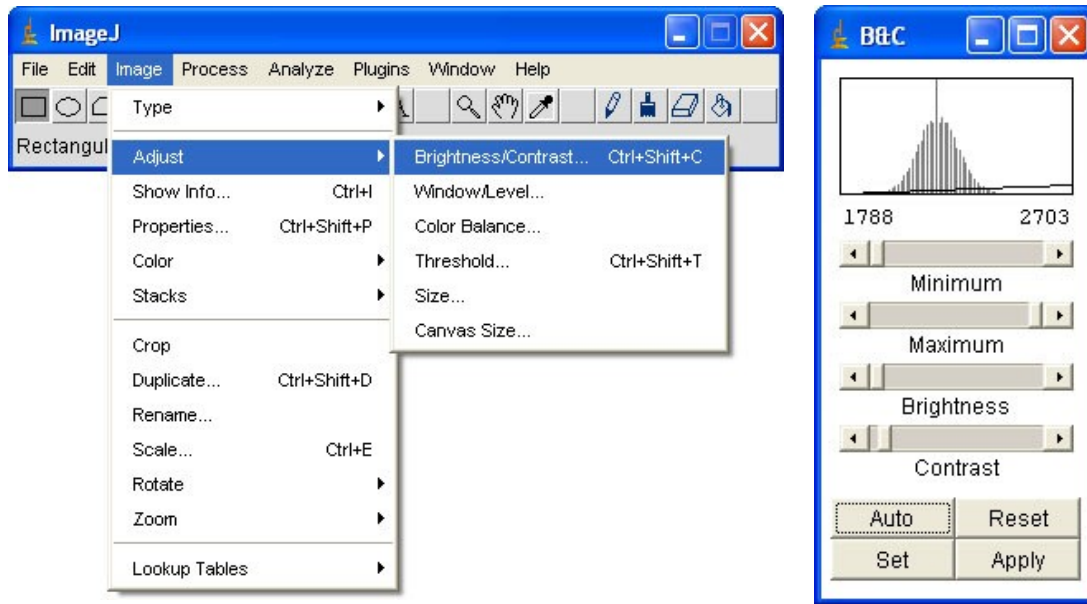 ImageJ
File Edit Image Process Analyze Plugins Window Help
Rectangul
Type
Adjust
Show Info... Ctrl+I
Properties... Ctrl+Shift+P
Color
Stacks
Crop
Duplicate... Ctrl+Shift+D
Rename...
Scale... Ctrl+E
Rotate
Zoom
Lookup Tables
Brightness/Contrast... Ctrl+Shift+C
Window/Level...
Color Balance...
Threshold... Ctrl+Shift+T
Size...
Canvas Size...
B&C
1788 2703
Minimum
Maximum
Brightness
Contrast
Auto Reset
Set Apply